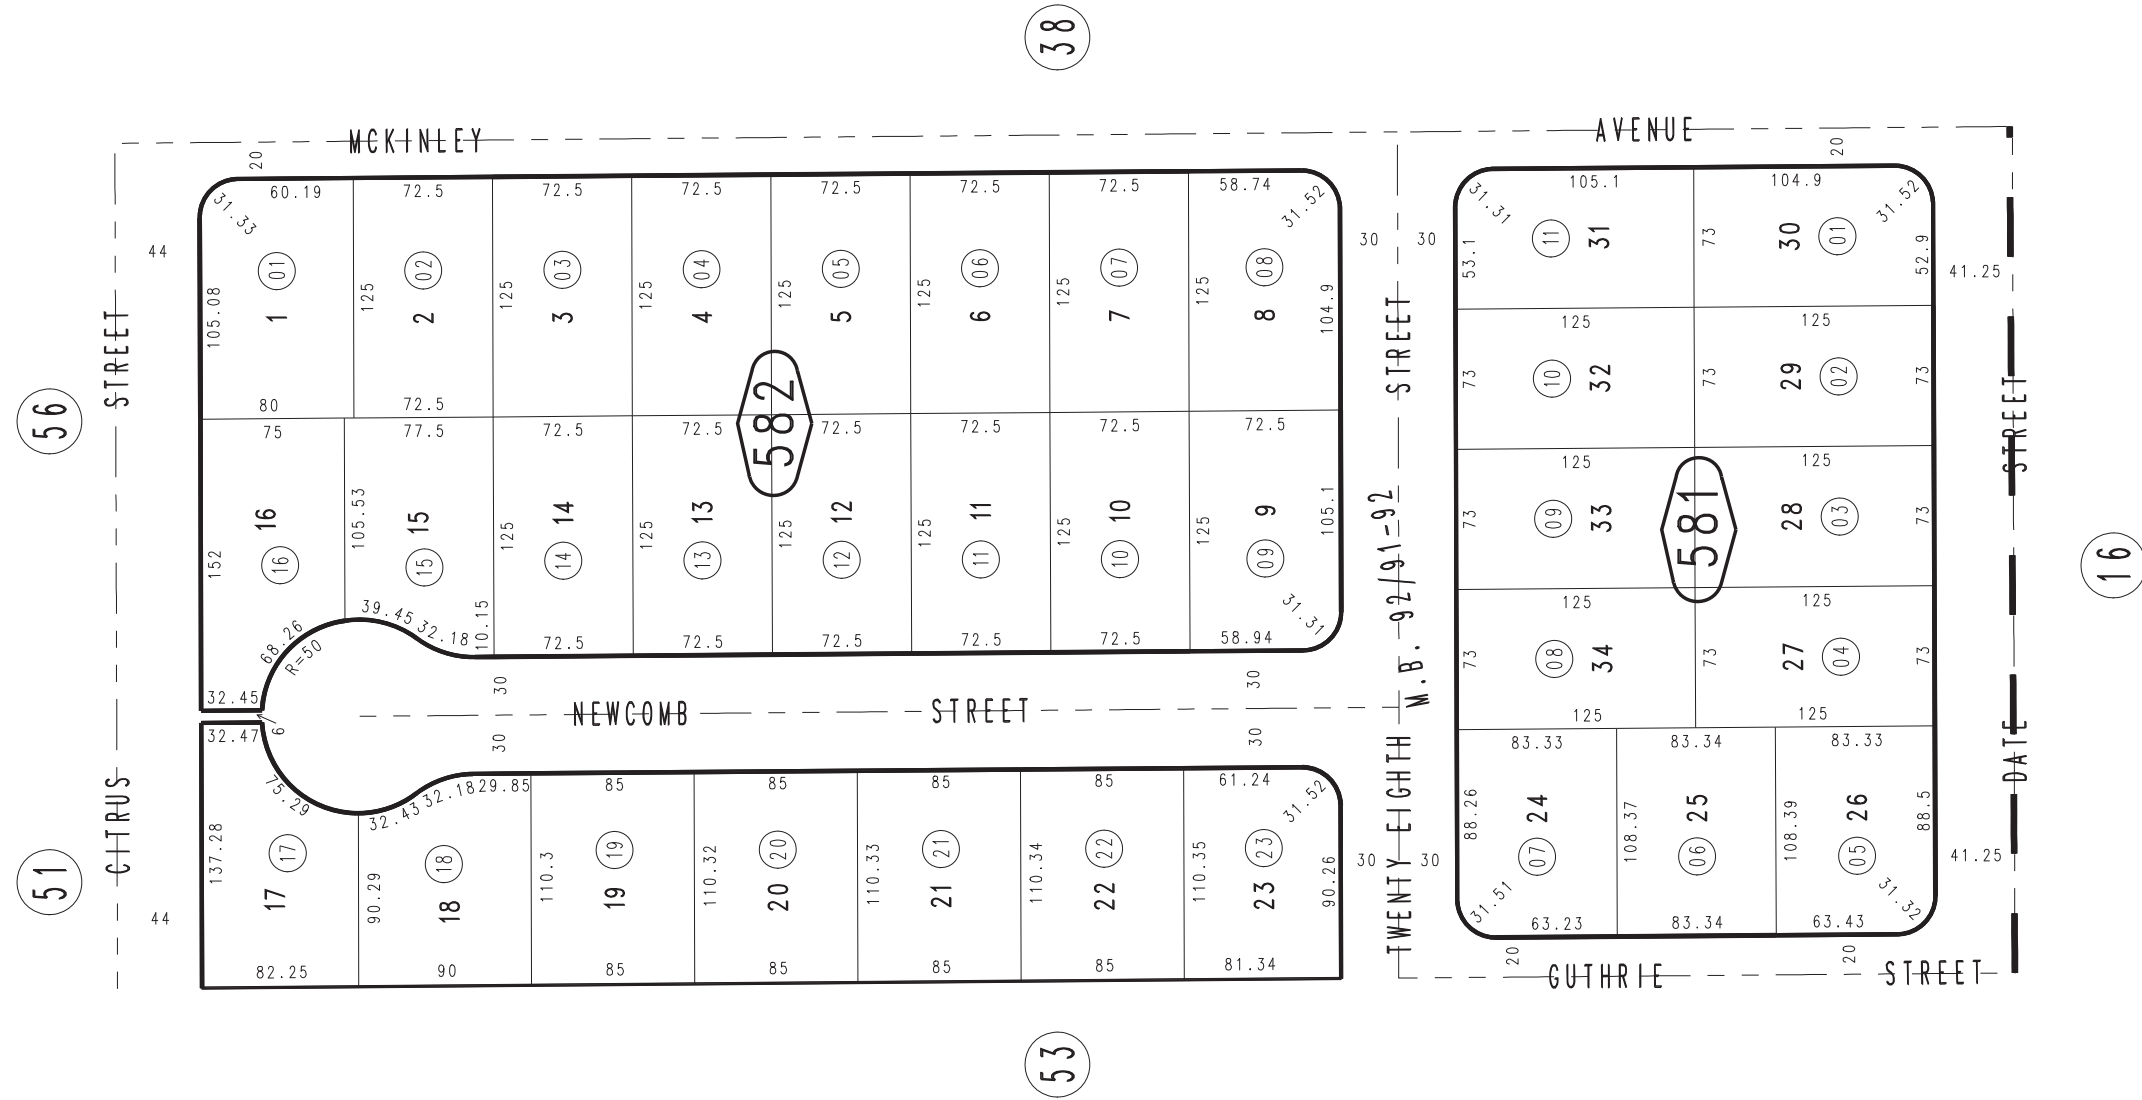 38
MCKINLEY AVENUE
20 20
60.19 72.5 72.5 72.5 72.5 72.5 72.5 58.74
31.33 31.52
44
01 02 03 04 05 06 07 08
105.08 125 125 125 125 125 125 125 104.9
1 2 3 4 5 6 7 8
80 72.5
75 77.5 72.5 72.5 72.5 72.5 72.5 72.5
582
56
STREET
16 15 14 13 12 11 10 9
152 105.53 125 125 125 125 125 125 105.1
16 15 14 13 12 11 10 09
39.45 32.18 10.15
68.26
R=50
31.31
72.5 72.5 72.5 72.5 72.5 58.94
32.45
30 30
NEWCOMB STREET
6
32.47
30 30
75.29 32.43 32.18 29.85 85 85 85 85 61.24
31.52
51
CITRUS
44
137.28 90.29 110.3 110.32 110.33 110.34 110.35 90.26
17 18 19 20 21 22 23
17 18 19 20 21 22 23
82.25 90 85 85 85 85 81.34
53
30 30
30 30
TWENTY EIGHTH STREET
M.B. 92/91-92
105.1 104.9
31.31 31.52
53.1 11 31 73 30 01 52.9
125 125
73 10 32 73 29 02 73
125 125
73 09 33 28 03 73
581
125 125
73 08 34 73 27 04 73
125 125
83.33 83.34 83.33
88.26 24 108.37 25 108.39 26 88.5
07 06 05
31.51 31.32
63.23 83.34 63.43
20 20
GUTHRIE STREET
41.25
41.25
DATE STREET
16